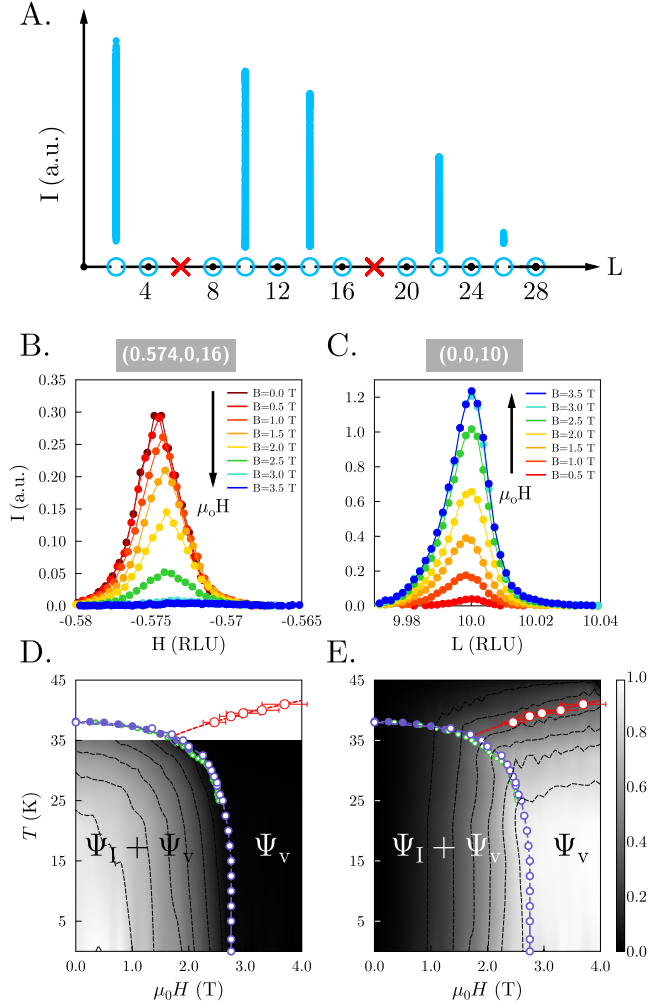 A.
I (a.u.)
L
4 8 12 16 20 24 28
B.
(0.574,0,16)
C.
(0,0,10)
0.35
0.30
0.25
0.20
0.15
0.10
0.05
0.0
I (a.u.)
B=0.0 T
B=0.5 T
B=1.0 T
B=1.5 T
B=2.0 T
B=2.5 T
B=3.0 T
B=3.5 T
μₒH
-0.58 -0.575 -0.57 -0.565
H (RLU)
1.2
1.0
0.8
0.6
0.4
0.2
0.0
B=3.5 T
B=3.0 T
B=2.5 T
B=2.0 T
B=1.5 T
B=1.0 T
B=0.5 T
μₒH
9.98 10.0 10.02 10.04
L (RLU)
D.
45
35
25
15
5
T (K)
Ψ_I + Ψ_v
Ψ_v
0.0 1.0 2.0 3.0 4.0
μ₀H (T)
E.
45
35
25
15
5
Ψ_I + Ψ_v
Ψ_v
0.0 1.0 2.0 3.0 4.0
μ₀H (T)
1.0
0.8
0.6
0.4
0.2
0.0